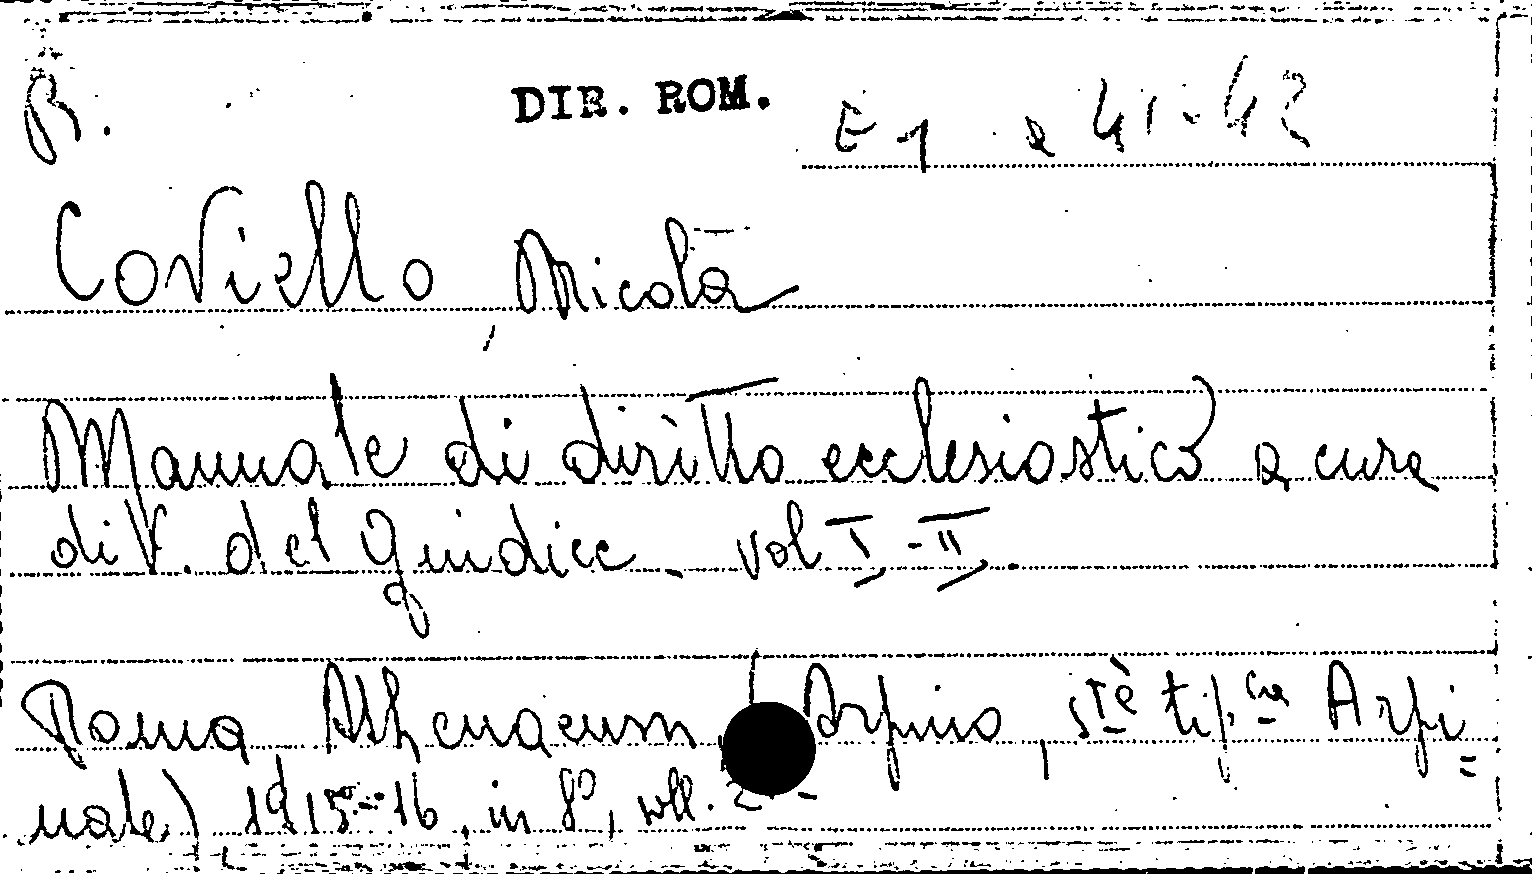 B. DIR. ROM. E 1 a 41-42
Coviello, Nicola
Manuale di diritto ecclesiastico a cura
di V. del Giudice - vol I - II.
Roma Athenaeum (Arpino, Stè tip.ca Arpi=
nate) 1915-16, in 8°, voll. 2. -